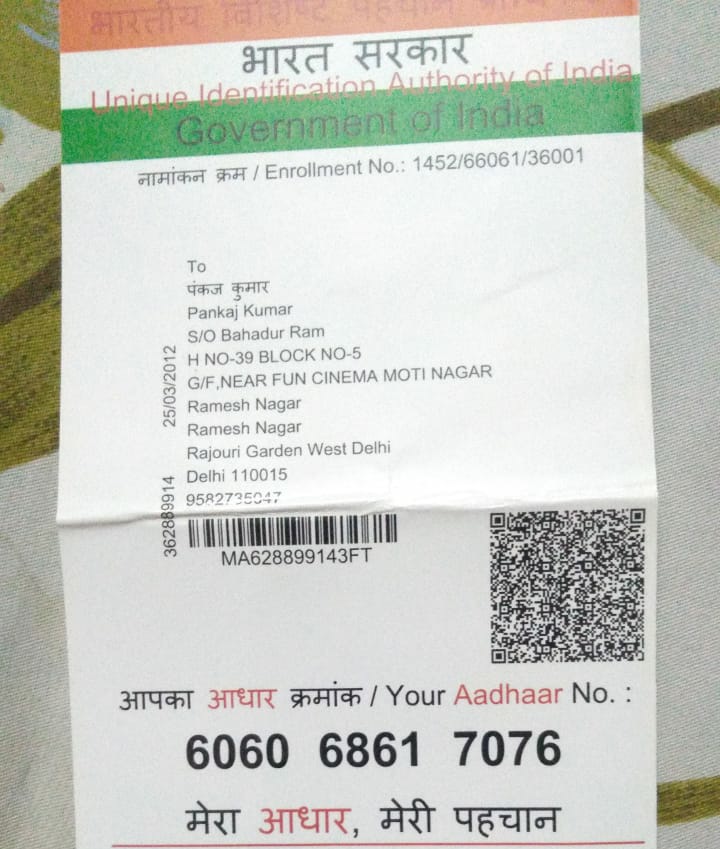 भारतीय विशिष्ट पहचान
भारत सरकार
Unique Identification Authority of India
Government of India
नामांकन क्रम / Enrollment No.: 1452/66061/36001
To
पंकज कुमार
Pankaj Kumar
S/O Bahadur Ram
H NO-39 BLOCK NO-5
G/F,NEAR FUN CINEMA MOTI NAGAR
Ramesh Nagar
Ramesh Nagar
Rajouri Garden West Delhi
Delhi 110015
9582735047
25/03/2012
362889914
MA628899143FT
आपका आधार क्रमांक / Your Aadhaar No. :
6060 6861 7076
मेरा आधार, मेरी पहचान